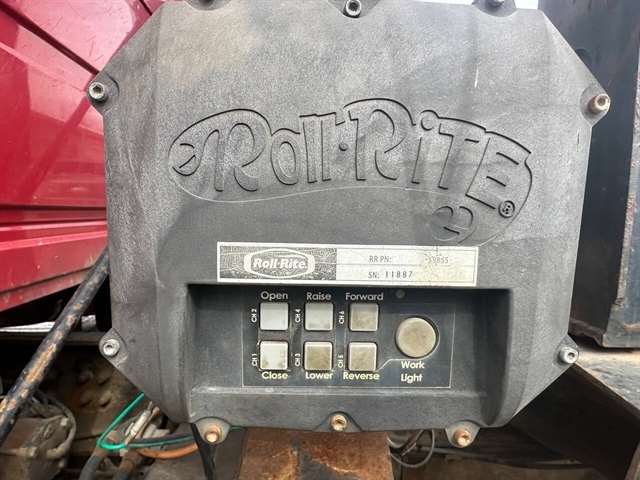 Roll·Rite®
Roll·Rite.
RR PN:
SN: 11887
Open Raise Forward
CH 2 CH 4 CH 6
CH 1 CH 3 CH 5
Close Lower Reverse
Work
Light